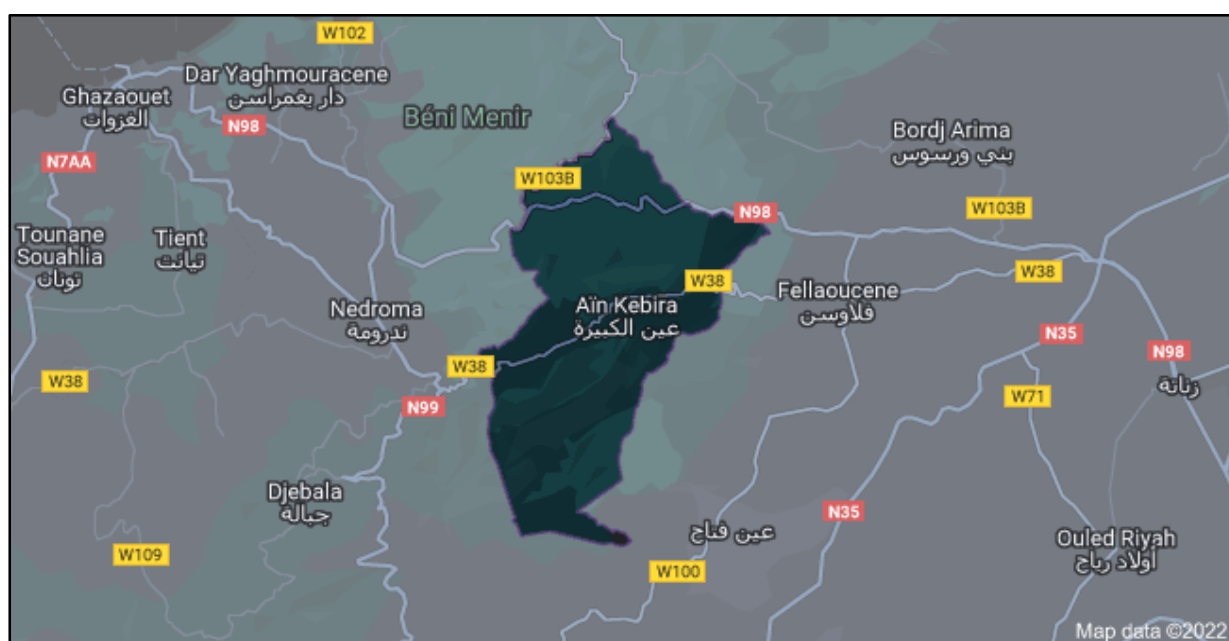 W102
Dar Yaghmouracene
دار يغمراسن
Ghazaouet
الغزوات
N98
Béni Menir
Bordj Arima
بني ورسوس
N7AA
W103B
W103B
N98
Tounane
Souahlia
تونان
Tient
تيانت
W38
W38
Nedroma
ندرومة
Aïn Kebira
عين الكبيرة
Fellaoucene
فلاوسن
N35
N98
زناتة
W38
W38
W71
N99
Djebala
جبالة
N35
عين فتاح
Ouled Riyah
أولاد رياح
W109
W100
Map data ©2022